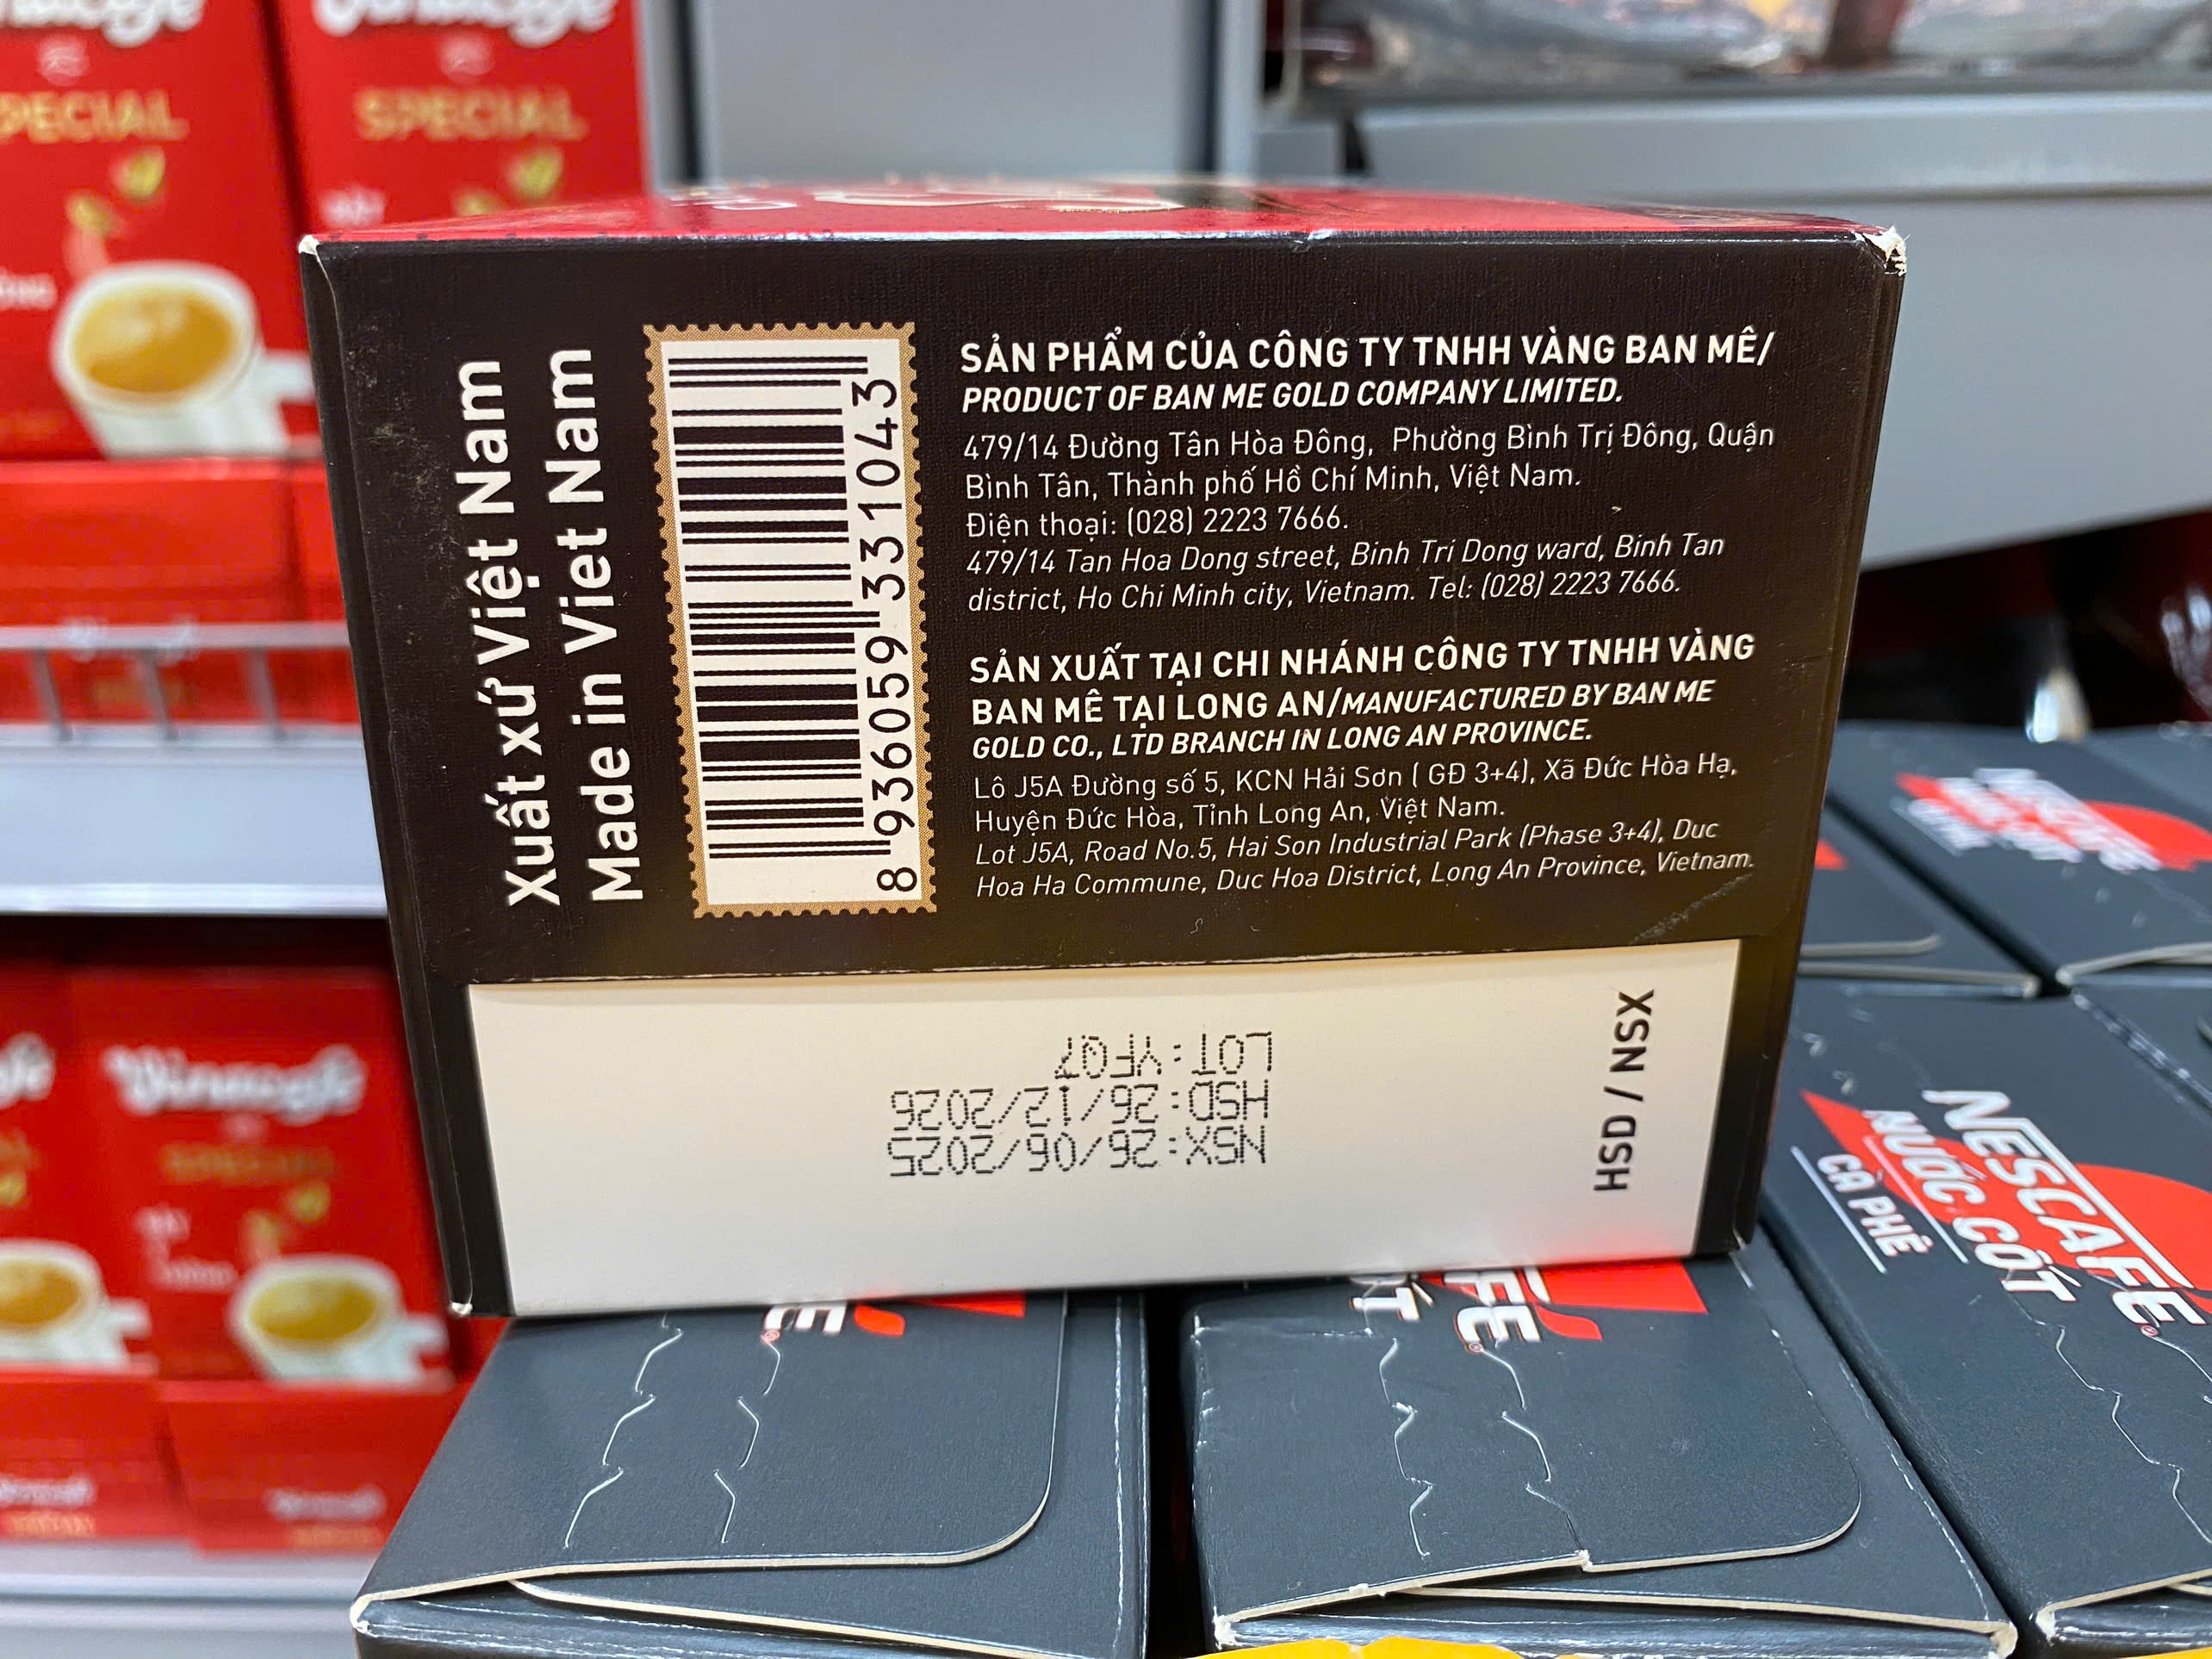 SPECIAL
SPECIAL
Xuất xứ Việt Nam
Made in Viet Nam
8 936059 331043
SẢN PHẨM CỦA CÔNG TY TNHH VÀNG BAN MÊ/
PRODUCT OF BAN ME GOLD COMPANY LIMITED.
479/14 Đường Tân Hòa Đông, Phường Bình Trị Đông, Quận
Bình Tân, Thành phố Hồ Chí Minh, Việt Nam.
Điện thoại: (028) 2223 7666.
479/14 Tan Hoa Dong street, Binh Tri Dong ward, Binh Tan
district, Ho Chi Minh city, Vietnam. Tel: (028) 2223 7666.
SẢN XUẤT TẠI CHI NHÁNH CÔNG TY TNHH VÀNG
BAN MÊ TẠI LONG AN/MANUFACTURED BY BAN ME
GOLD CO., LTD BRANCH IN LONG AN PROVINCE.
Lô J5A Đường số 5, KCN Hải Sơn ( GĐ 3+4), Xã Đức Hòa Hạ,
Huyện Đức Hòa, Tỉnh Long An, Việt Nam.
Lot J5A, Road No.5, Hai Son Industrial Park (Phase 3+4), Duc
Hoa Ha Commune, Duc Hoa District, Long An Province, Vietnam.
NSX:26/06/2025
HSD:26/12/2026
LOT:YFQ7
HSD / NSX
Vinacafé
SPECIAL
NESCAFÉ
NESCAFÉ
NƯỚC CỐT
CÀ PHÊ